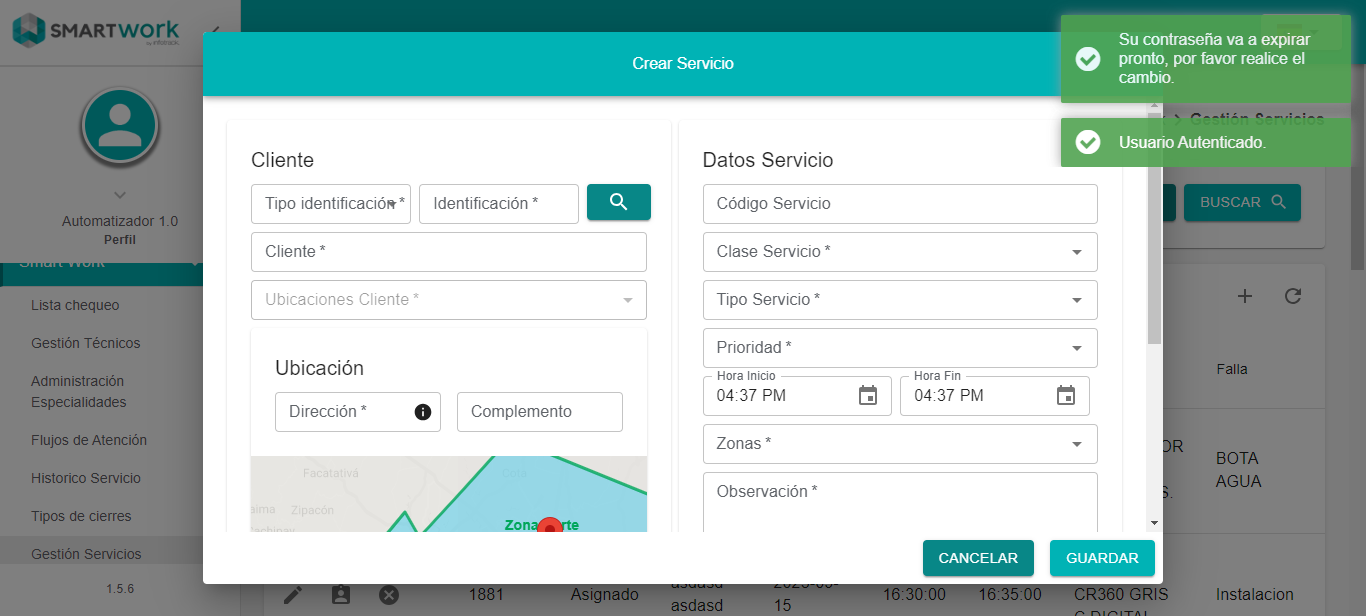 SMARTWORK
by infotrack
Automatizador 1.0
Perfil
Smart Work
Lista chequeo
Gestión Técnicos
Administración
Especialidades
Flujos de Atención
Historico Servicio
Tipos de cierres
Gestión Servicios
1.5.6
Crear Servicio
Su contraseña va a expirar
pronto, por favor realice el
cambio.
Usuario Autenticado.
Gestión Servicios
BUSCAR
Cliente
Tipo identificación *
Identificación *
Cliente *
Ubicaciones Cliente *
Ubicación
Dirección *
Complemento
Facatativá
Cota
Zipacón
Datos Servicio
Código Servicio
Clase Servicio *
Tipo Servicio *
Prioridad *
Hora Inicio
04:37 PM
Hora Fin
04:37 PM
Zonas *
Observación *
CANCELAR
GUARDAR
Falla
OR
S.
BOTA
AGUA
1881
Asignado
asdasd
asdasd
15
16:30:00
16:35:00
CR360 GRIS
Instalacion